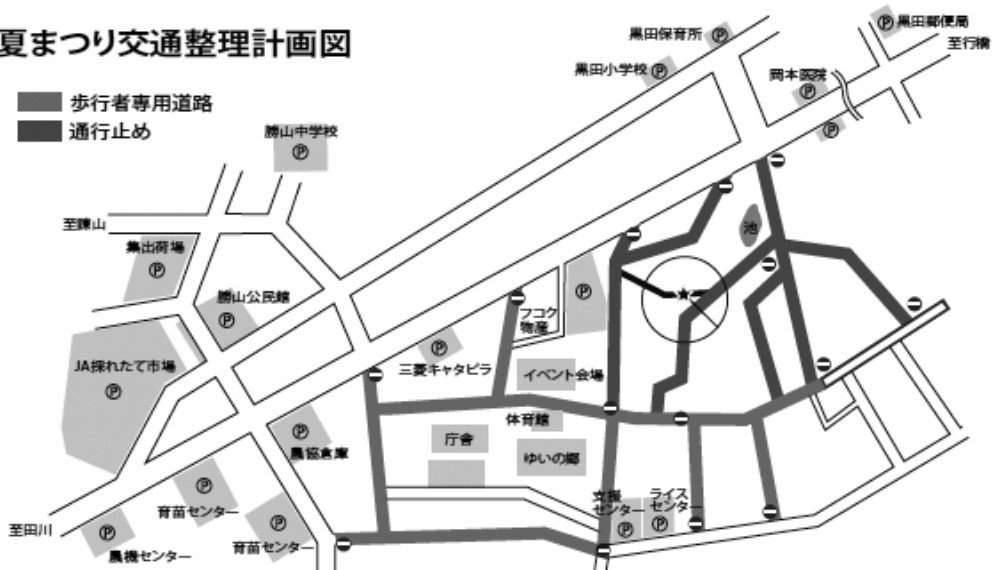 夏まつり交通整理計画図
歩行者専用道路
通行止め
黒田保育所
Ⓟ
黒田小学校
Ⓟ
黒田郵便局
Ⓟ
至行橋
岡本医院
Ⓟ
Ⓟ
勝山中学校
Ⓟ
集出荷場
Ⓟ
勝山公民館
Ⓟ
池
フコク
物産
Ⓟ
JA採れたて市場
Ⓟ
三菱キャタピラ
Ⓟ
イベント会場
体育館
庁舎
ゆいの郷
農協倉庫
Ⓟ
支援
センター
Ⓟ
ライス
センター
Ⓟ
至田川
育苗センター
Ⓟ
育苗センター
Ⓟ
農機センター
Ⓟ